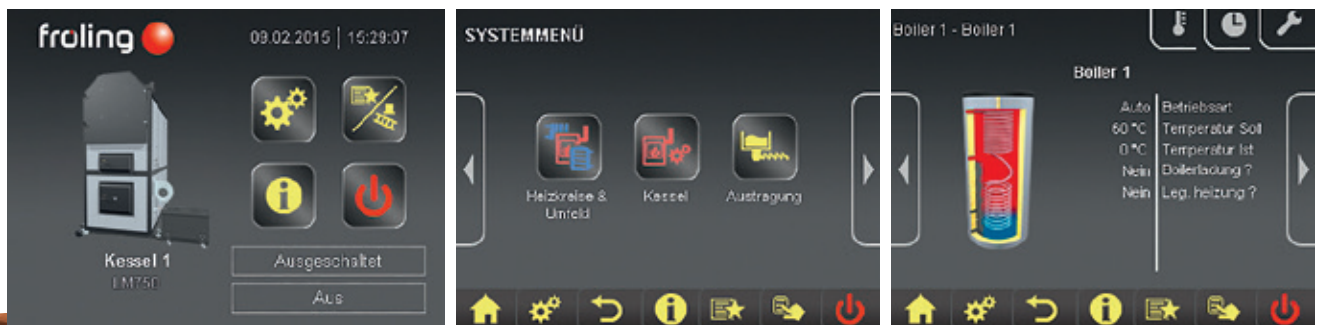 fröling
09.02.2015 | 15:29:07
Kessel 1
LM750
Ausgeschaltet
Aus
SYSTEMMENÜ
Heizkreise &
Umfeld
Kessel
Austragung
Boiler 1 - Boiler 1
Boiler 1
Auto Betriebsart
60 °C Temperatur Soll
0 °C Temperatur Ist
Nein Boilerladung ?
Nein Leg. heizung ?